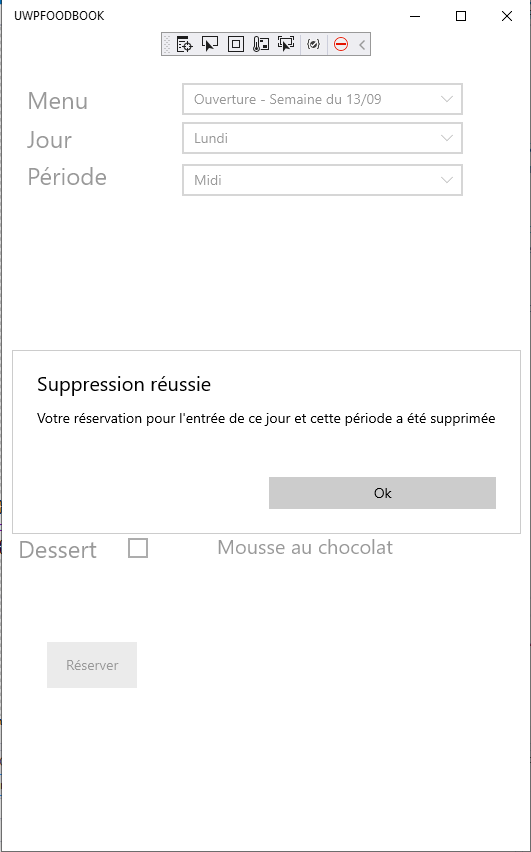 UWPFOODBOOK
Menu
Ouverture - Semaine du 13/09
Jour
Lundi
Période
Midi
Suppression réussie
Votre réservation pour l'entrée de ce jour et cette période a été supprimée
Ok
Dessert
Mousse au chocolat
Réserver